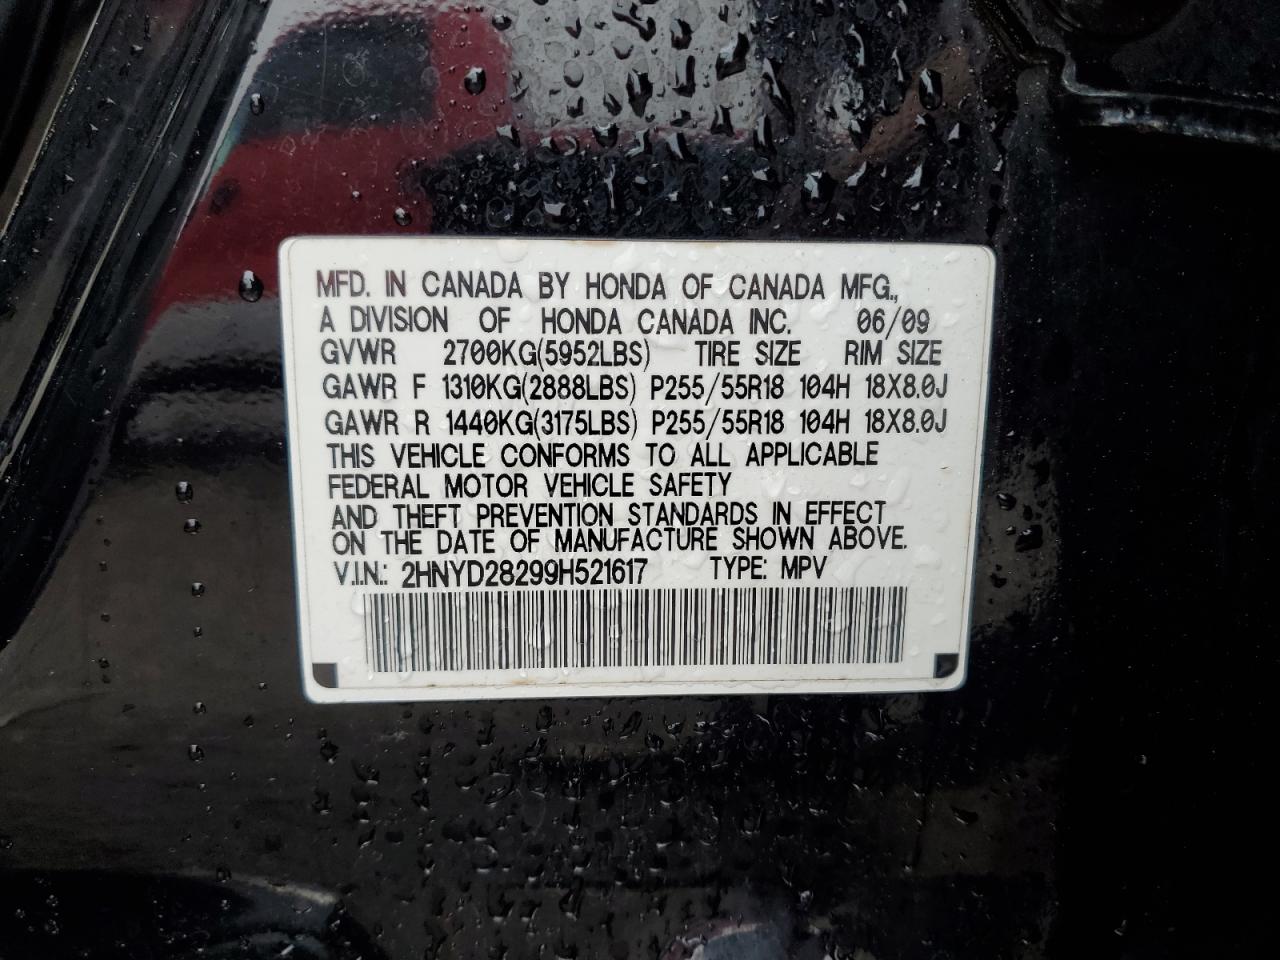 MFD. IN CANADA BY HONDA OF CANADA MFG.,
A DIVISION OF HONDA CANADA INC. 06/09
GVWR 2700KG(5952LBS) TIRE SIZE RIM SIZE
GAWR F 1310KG(2888LBS) P255/55R18 104H 18X8.0J
GAWR R 1440KG(3175LBS) P255/55R18 104H 18X8.0J
THIS VEHICLE CONFORMS TO ALL APPLICABLE
FEDERAL MOTOR VEHICLE SAFETY
AND THEFT PREVENTION STANDARDS IN EFFECT
ON THE DATE OF MANUFACTURE SHOWN ABOVE.
V.I.N.: 2HNYD28299H521617 TYPE: MPV